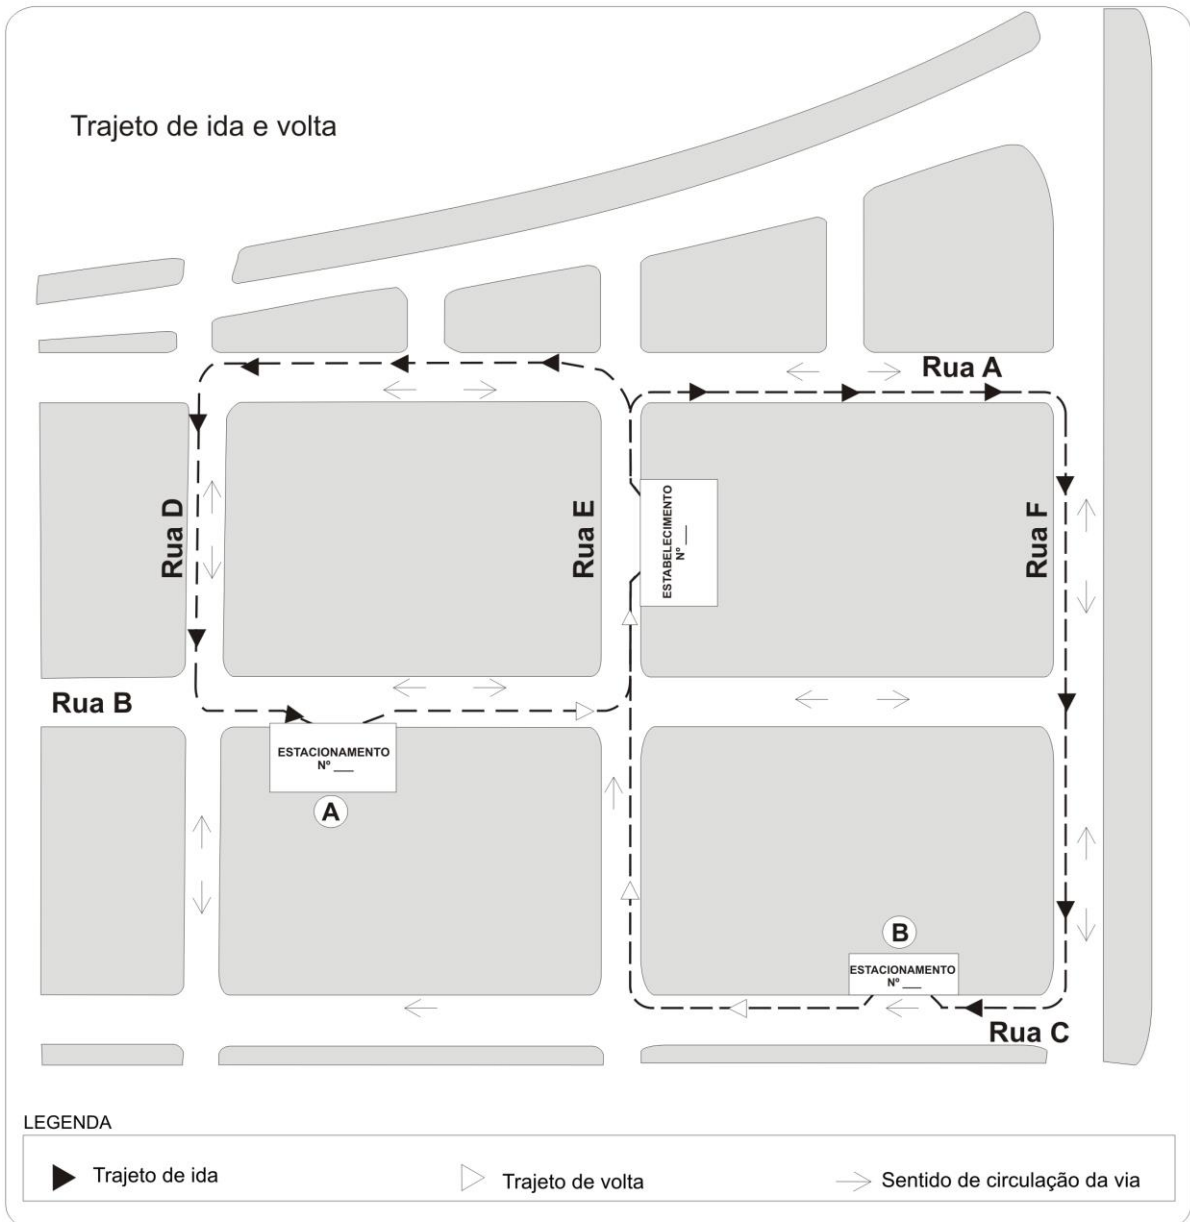 Trajeto de ida e volta
Rua A
Rua D
Rua E
ESTABELECIMENTO
Nº ___
Rua F
Rua B
ESTACIONAMENTO
Nº ___
A
B
ESTACIONAMENTO
Nº ___
Rua C
LEGENDA
Trajeto de ida
Trajeto de volta
Sentido de circulação da via